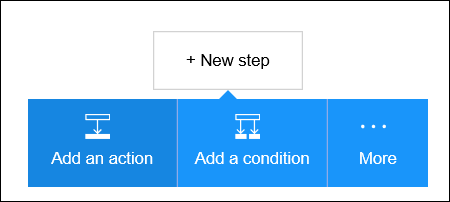 + New step
Add an action
Add a condition
More